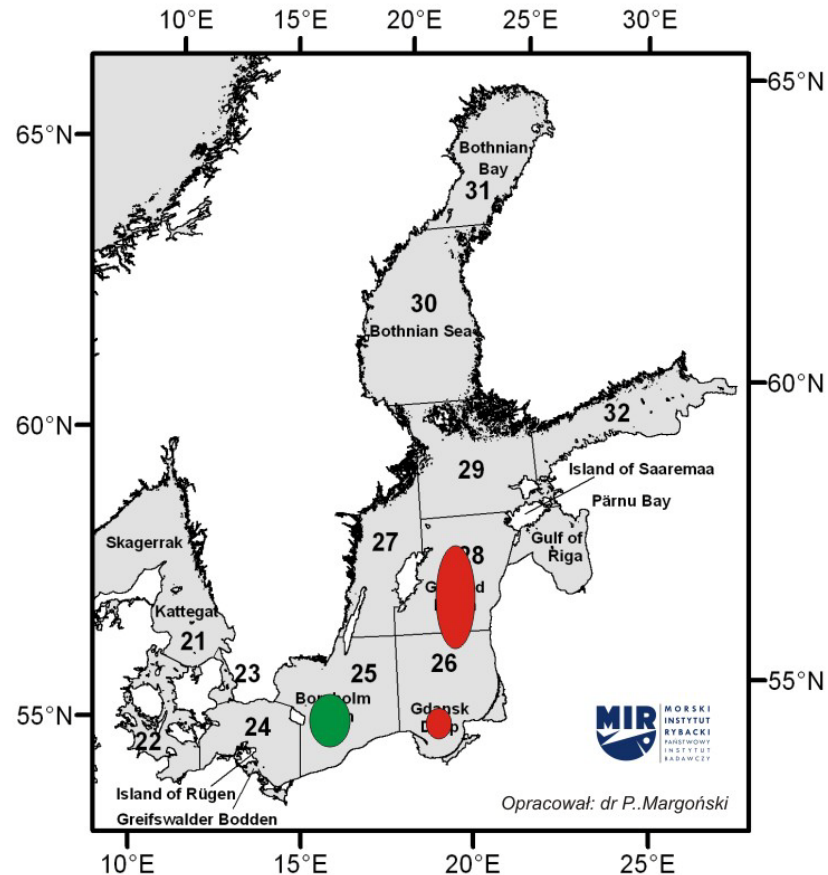 10°E 15°E 20°E 25°E 30°E
65°N
65°N
Bothnian
Bay
31
30
Bothnian Sea
60°N
32
60°N
29
Island of Saaremaa
Pärnu Bay
Skagerrak
27
28
Gulf of
Riga
Kattegat
21
23
25
26
55°N
Gdansk
55°N
22
24
MIR
MORSKI
INSTYTUT
RYBACKI
PAŃSTWOWY
INSTYTUT
BADAWCZY
Island of Rügen
Greifswalder Bodden
Opracował: dr P..Margoński
10°E 15°E 20°E 25°E